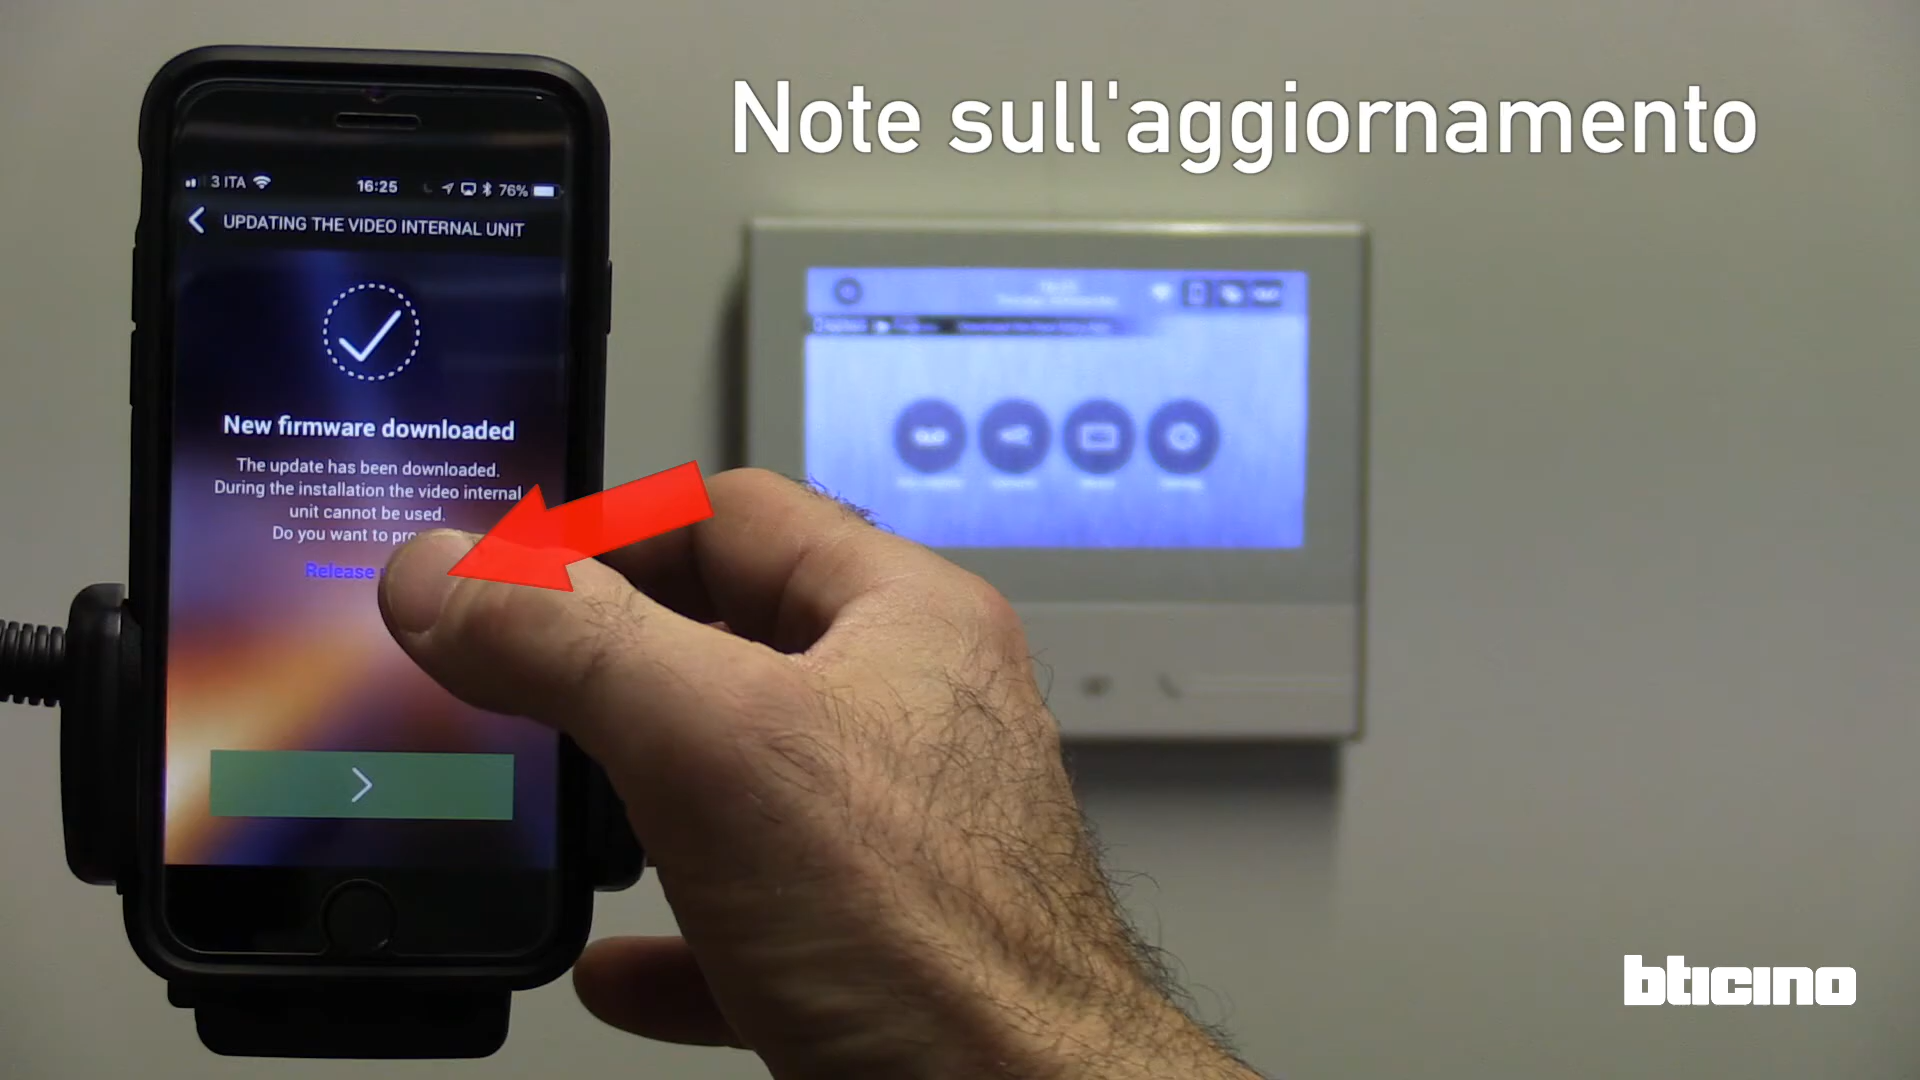 Note sull'aggiornamento
3 ITA
16:25
76%
UPDATING THE VIDEO INTERNAL UNIT
New firmware downloaded
The update has been downloaded.
During the installation the video internal
unit cannot be used.
Do you want to
Release
bticino